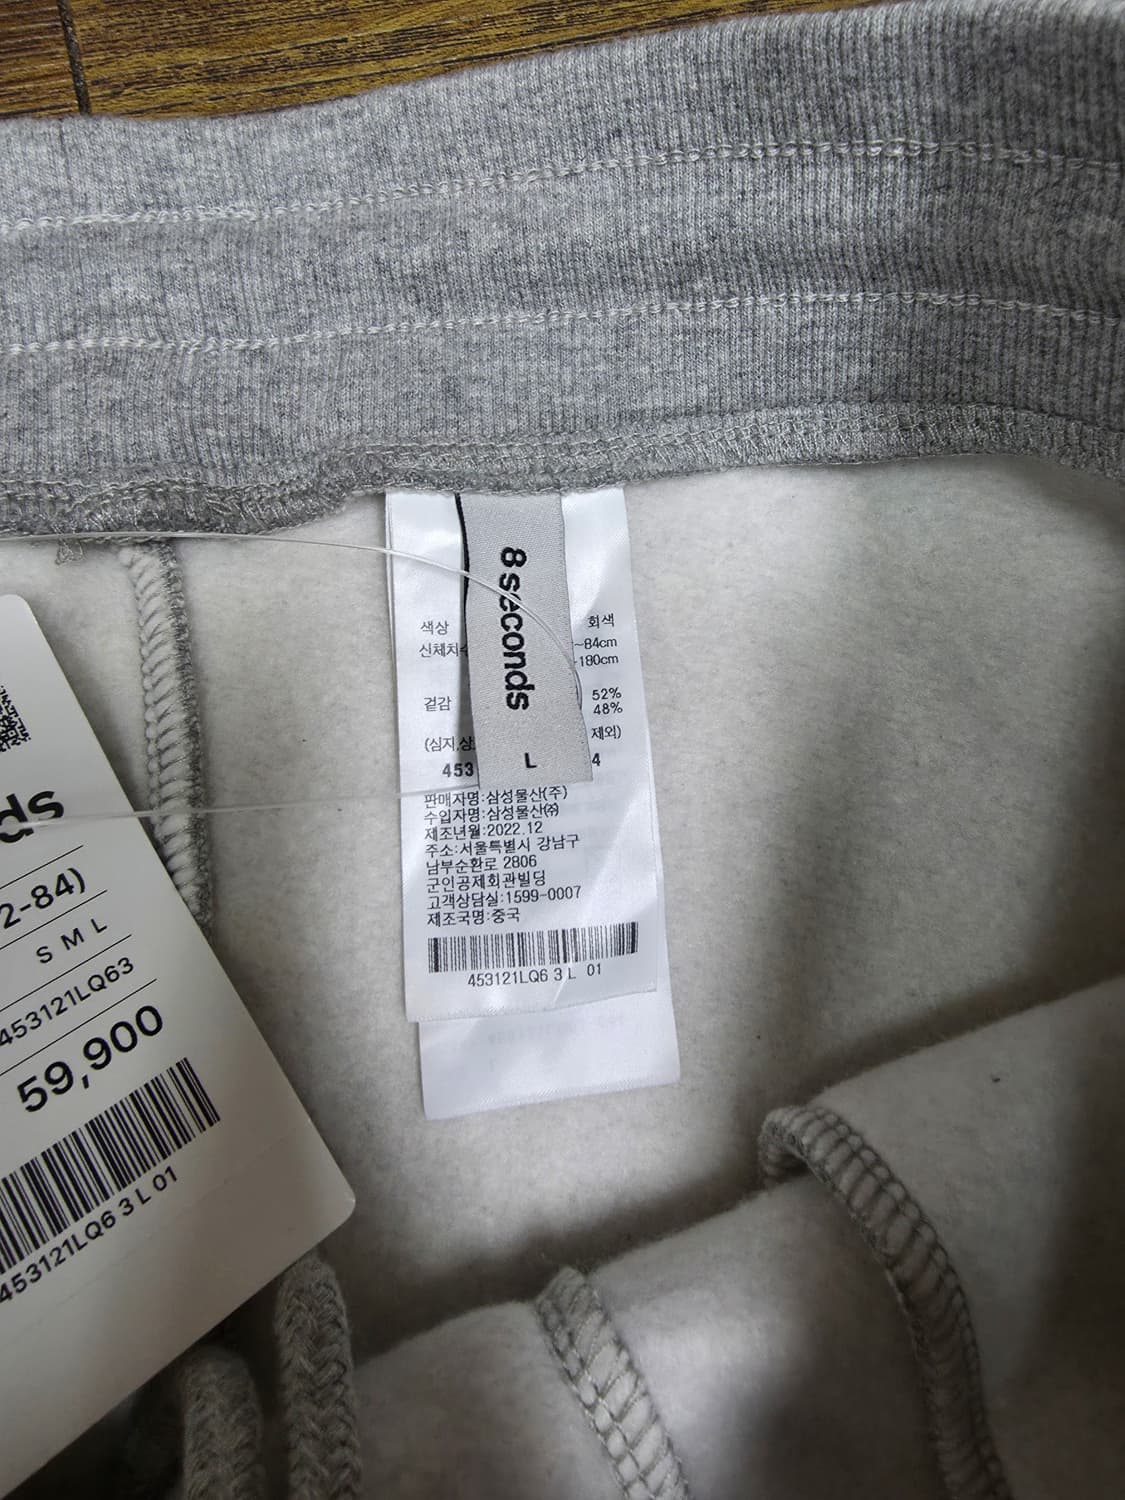 8 seconds
L
색상 회색
신체치수 ~84cm
-180cm
겉감 52%
48%
(심지,상 제외)
453 4
판매자명:삼성물산(주)
수입자명:삼성물산㈜
제조년월:2022.12
주소:서울특별시 강남구
남부순환로 2806
군인공제회관빌딩
고객상담실:1599-0007
제조국명:중국
453121LQ6 3 L 01
ds
2-84)
S M L
453121LQ63
59,900
453121LQ6 3 L 01